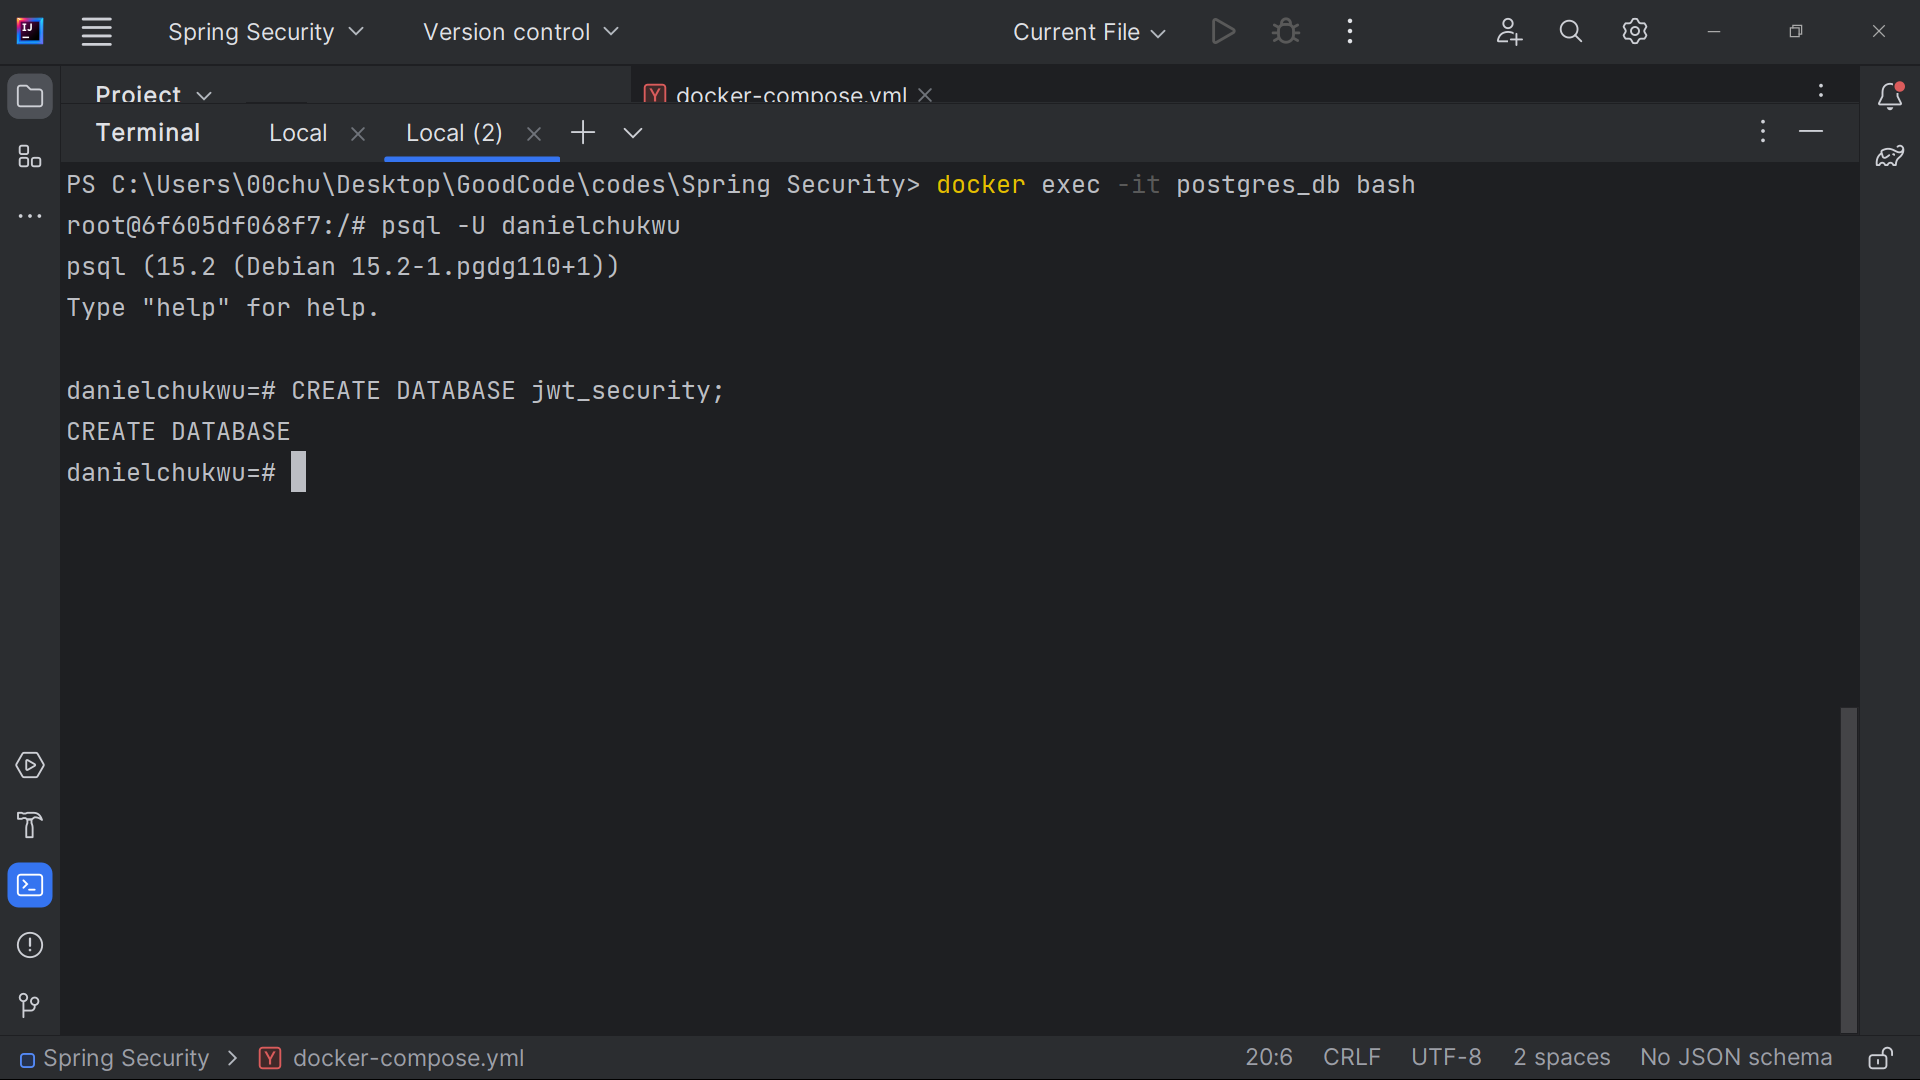 IJ
Spring Security
Version control
Current File
Project
Y docker-compose.yml
Terminal
Local
Local (2)
PS C:\Users\00chu\Desktop\GoodCode\codes\Spring Security> docker exec -it postgres_db bash
root@6f605df068f7:/# psql -U danielchukwu
psql (15.2 (Debian 15.2-1.pgdg110+1))
Type "help" for help.
danielchukwu=# CREATE DATABASE jwt_security;
CREATE DATABASE
danielchukwu=#
Spring Security > Y docker-compose.yml
20:6 CRLF UTF-8 2 spaces No JSON schema